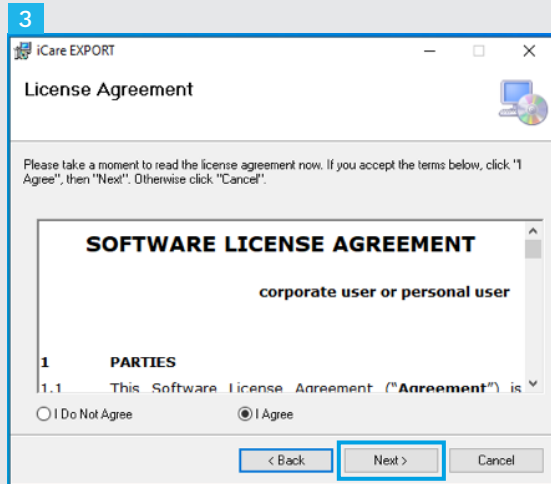 3
iCare EXPORT
License Agreement
Please take a moment to read the license agreement now. If you accept the terms below, click "I
Agree", then "Next". Otherwise click "Cancel".
SOFTWARE LICENSE AGREEMENT
corporate user or personal user
1 PARTIES
1.1 This Software License Agreement (“Agreement”) is
I Do Not Agree
I Agree
< Back
Next >
Cancel